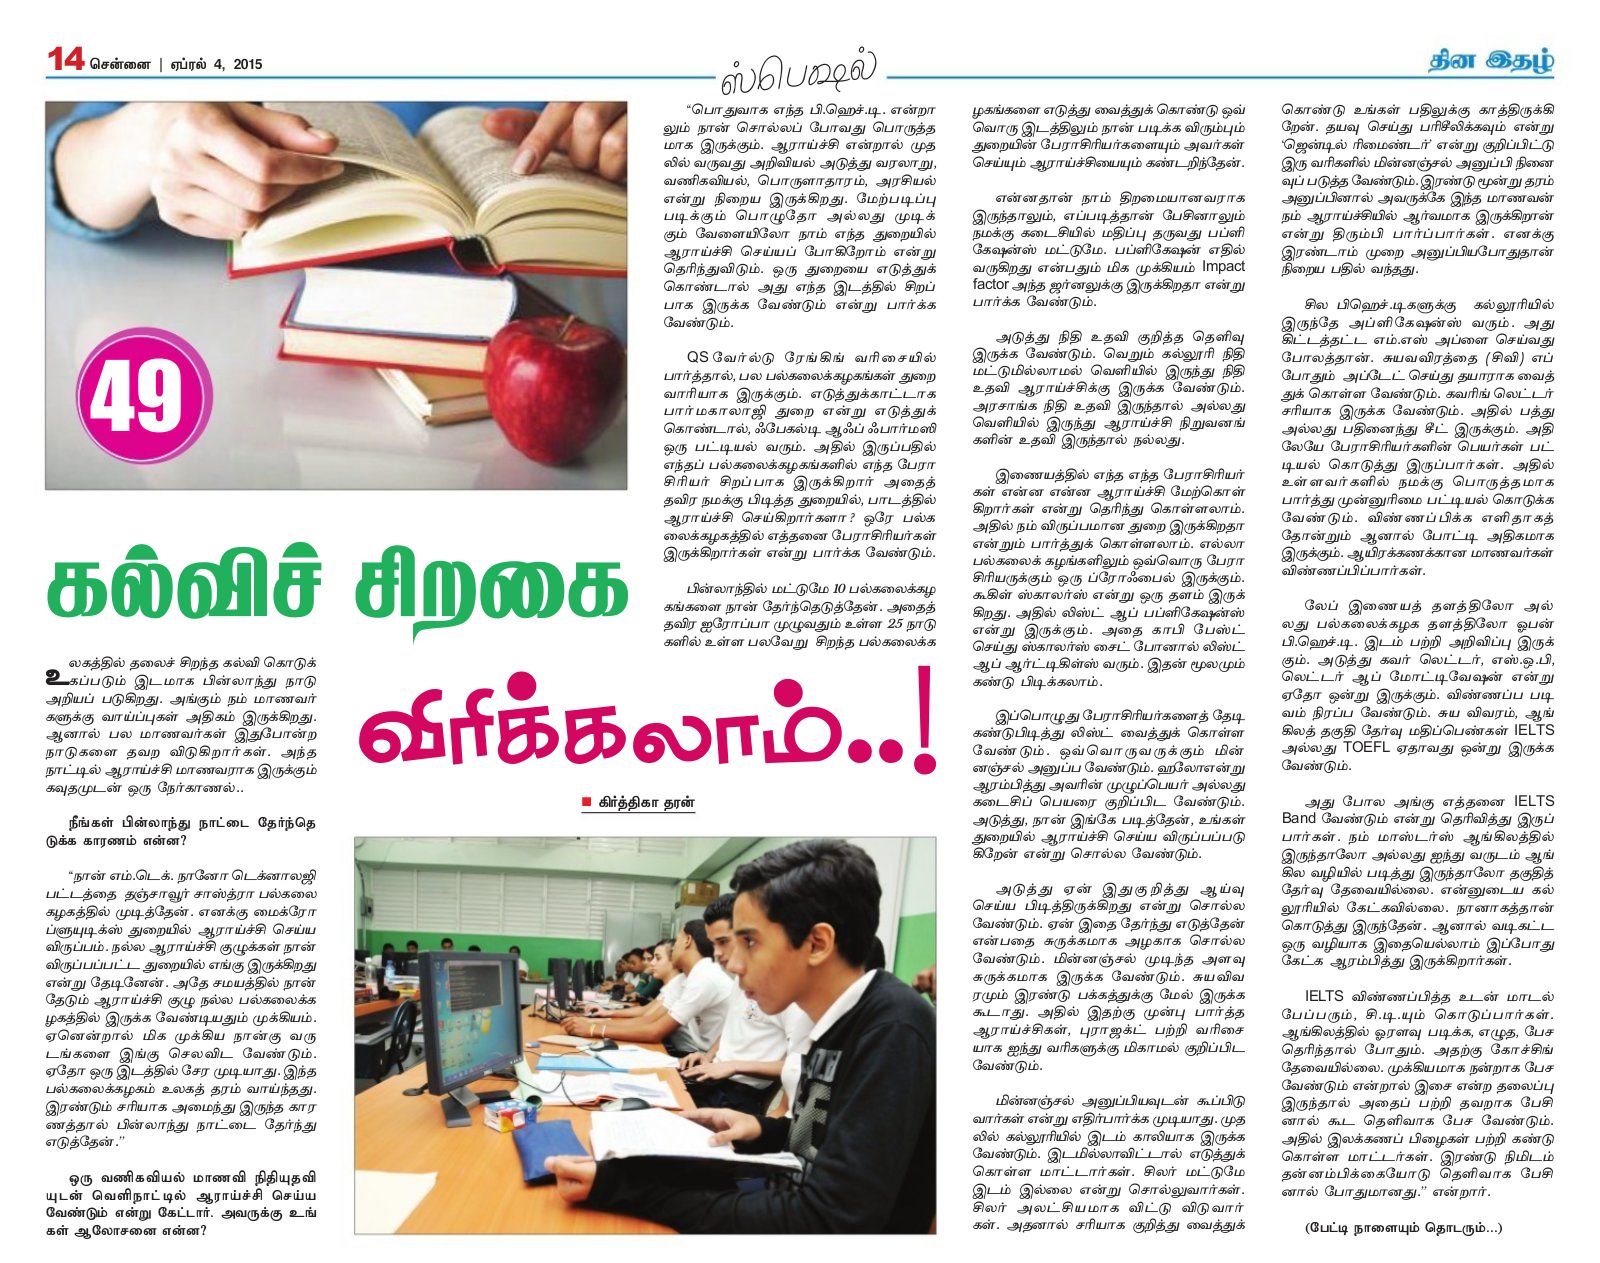 14 சென்னை | ஏப்ரல் 4, 2015
ஸ்பெஷல்
தின இதழ்
49
கல்விச் சிறகை
விரிக்கலாம்..!
■ கிர்த்திகா தரன்
உலகத்தில் தலைச் சிறந்த கல்வி கொடுக்
கப்படும் இடமாக பின்லாந்து நாடு
அறியப் படுகிறது. அங்கும் நம் மாணவர்
களுக்கு வாய்ப்புகள் அதிகம் இருக்கிறது.
ஆனால் பல மாணவர்கள் இதுபோன்ற
நாடுகளை தவற விடுகிறார்கள். அந்த
நாட்டில் ஆராய்ச்சி மாணவராக இருக்கும்
கவுதமுடன் ஒரு நேர்காணல்..
நீங்கள் பின்லாந்து நாட்டை தேர்ந்தெ
டுக்க காரணம் என்ன?
“நான் எம்.டெக். நானோ டெக்னாலஜி
பட்டத்தை தஞ்சாவூர் சாஸ்த்ரா பல்கலை
கழகத்தில் முடித்தேன். எனக்கு மைக்ரோ
ப்ளுயுடிக்ஸ் துறையில் ஆராய்ச்சி செய்ய
விருப்பம். நல்ல ஆராய்ச்சி குழுக்கள் நான்
விருப்பப்பட்ட துறையில் எங்கு இருக்கிறது
என்று தேடினேன். அதே சமயத்தில் நான்
தேடும் ஆராய்ச்சி குழு நல்ல பல்கலைக்க
ழகத்தில் இருக்க வேண்டியதும் முக்கியம்.
ஏனென்றால் மிக முக்கிய நான்கு வரு
டங்களை இங்கு செலவிட வேண்டும்.
ஏதோ ஒரு இடத்தில் சேர முடியாது. இந்த
பல்கலைக்கழகம் உலகத் தரம் வாய்ந்தது.
இரண்டும் சரியாக அமைந்து இருந்த கார
ணத்தால் பின்லாந்து நாட்டை தேர்ந்து
எடுத்தேன்.”
ஒரு வணிகவியல் மாணவி நிதியுதவி
யுடன் வெளிநாட்டில் ஆராய்ச்சி செய்ய
வேண்டும் என்று கேட்டார். அவருக்கு உங்
கள் ஆலோசனை என்ன?
“பொதுவாக எந்த பி.ஹெச்.டி. என்றா
லும் நான் சொல்லப் போவது பொருத்த
மாக இருக்கும். ஆராய்ச்சி என்றால் முத
லில் வருவது அறிவியல் அடுத்து வரலாறு,
வணிகவியல், பொருளாதாரம், அரசியல்
என்று நிறைய இருக்கிறது. மேற்படிப்பு
படிக்கும் பொழுதோ அல்லது முடிக்
கும் வேளையிலோ நாம் எந்த துறையில்
ஆராய்ச்சி செய்யப் போகிறோம் என்று
தெரிந்துவிடும். ஒரு துறையை எடுத்துக்
கொண்டால் அது எந்த இடத்தில் சிறப்
பாக இருக்க வேண்டும் என்று பார்க்க
வேண்டும்.
QS வேர்ல்டு ரேங்கிங் வரிசையில்
பார்த்தால், பல பல்கலைக்கழகங்கள் துறை
வாரியாக இருக்கும். எடுத்துக்காட்டாக
பார்மகாலாஜி துறை என்று எடுத்துக்
கொண்டால், ஃபேகல்டி ஆஃப் ஃபார்மஸி
ஒரு பட்டியல் வரும். அதில் இருப்பதில்
எந்தப் பல்கலைக்கழகங்களில் எந்த பேரா
சிரியர் சிறப்பாக இருக்கிறார் அதைத்
தவிர நமக்கு பிடித்த துறையில், பாடத்தில்
ஆராய்ச்சி செய்கிறார்களா? ஒரே பல்க
லைக்கழகத்தில் எத்தனை பேராசிரியர்கள்
இருக்கிறார்கள் என்று பார்க்க வேண்டும்.
பின்லாந்தில் மட்டுமே 10 பல்கலைக்கழ
கங்களை நான் தேர்ந்தெடுத்தேன். அதைத்
தவிர ஐரோப்பா முழுவதும் உள்ள 25 நாடு
களில் உள்ள பலவேறு சிறந்த பல்கலைக்க
ழகங்களை எடுத்து வைத்துக் கொண்டு ஒவ்
வொரு இடத்திலும் நான் படிக்க விரும்பும்
துறையின் பேராசிரியர்களையும் அவர்கள்
செய்யும் ஆராய்ச்சியையும் கண்டறிந்தேன்.
என்னதான் நாம் திறமையானவராக
இருந்தாலும், எப்படித்தான் பேசினாலும்
நமக்கு கடைசியில் மதிப்பு தருவது பப்ளி
கேஷன்ஸ் மட்டுமே. பப்ளிகேஷன் எதில்
வருகிறது என்பதும் மிக முக்கியம் Impact
factor அந்த ஜர்னலுக்கு இருக்கிறதா என்று
பார்க்க வேண்டும்.
அடுத்து நிதி உதவி குறித்த தெளிவு
இருக்க வேண்டும். வெறும் கல்லூரி நிதி
மட்டுமில்லாமல் வெளியில் இருந்து நிதி
உதவி ஆராய்ச்சிக்கு இருக்க வேண்டும்.
அரசாங்க நிதி உதவி இருந்தால் அல்லது
வெளியில் இருந்து ஆராய்ச்சி நிறுவனங்
களின் உதவி இருந்தால் நல்லது.
இணையத்தில் எந்த எந்த பேராசிரியர்
கள் என்ன என்ன ஆராய்ச்சி மேற்கொள்
கிறார்கள் என்று தெரிந்து கொள்ளலாம்.
அதில் நம் விருப்பமான துறை இருக்கிறதா
என்றும் பார்த்துக் கொள்ளலாம். எல்லா
பல்கலைக் கழகங்களிலும் ஒவ்வொரு பேரா
சிரியருக்கும் ஒரு ப்ரோஃபைல் இருக்கும்.
கூகிள் ஸ்காலர்ஸ் என்று ஒரு தளம் இருக்
கிறது. அதில் லிஸ்ட் ஆப் பப்ளிகேஷன்ஸ்
என்று இருக்கும். அதை காபி பேஸ்ட்
செய்து ஸ்காலர்ஸ் சைட் போனால் லிஸ்ட்
ஆப் ஆர்ட்டிகிள்ஸ் வரும். இதன் மூலமும்
கண்டு பிடிக்கலாம்.
இப்பொழுது பேராசிரியர்களைத் தேடி
கண்டுபிடித்து லிஸ்ட் வைத்துக் கொள்ள
வேண்டும். ஒவ்வொருவருக்கும் மின்
னஞ்சல் அனுப்ப வேண்டும். ஹலோஎன்று
ஆரம்பித்து அவரின் முழுப்பெயர் அல்லது
கடைசிப் பெயரை குறிப்பிட வேண்டும்.
அடுத்து, நான் இங்கே படித்தேன், உங்கள்
துறையில் ஆராய்ச்சி செய்ய விருப்பப்படு
கிறேன் என்று சொல்ல வேண்டும்.
அடுத்து ஏன் இதுகுறித்து ஆய்வு
செய்ய பிடித்திருக்கிறது என்று சொல்ல
வேண்டும். ஏன் இதை தேர்ந்து எடுத்தேன்
என்பதை சுருக்கமாக அழகாக சொல்ல
வேண்டும். மின்னஞ்சல் முடிந்த அளவு
சுருக்கமாக இருக்க வேண்டும். சுயவிவ
ரமும் இரண்டு பக்கத்துக்கு மேல் இருக்க
கூடாது. அதில் இதற்கு முன்பு பார்த்த
ஆராய்ச்சிகள், புராஜக்ட் பற்றி வரிசை
யாக ஐந்து வரிகளுக்கு மிகாமல் குறிப்பிட
வேண்டும்.
மின்னஞ்சல் அனுப்பியவுடன் கூப்பிடு
வார்கள் என்று எதிர்பார்க்க முடியாது. முத
லில் கல்லூரியில் இடம் காலியாக இருக்க
வேண்டும். இடமில்லாவிட்டால் எடுத்துக்
கொள்ள மாட்டார்கள். சிலர் மட்டுமே
இடம் இல்லை என்று சொல்லுவார்கள்.
சிலர் அலட்சியமாக விட்டு விடுவார்
கள். அதனால் சரியாக குறித்து வைத்துக்
கொண்டு உங்கள் பதிலுக்கு காத்திருக்கி
றேன். தயவு செய்து பரிசீலிக்கவும் என்று
‘ஜென்டில் ரிமைண்டர்’ என்று குறிப்பிட்டு
இரு வரிகளில் மின்னஞ்சல் அனுப்பி நினை
வுப் படுத்த வேண்டும். இரண்டு மூன்று தரம்
அனுப்பினால் அவருக்கே இந்த மாணவன்
நம் ஆராய்ச்சியில் ஆர்வமாக இருக்கிறான்
என்று திரும்பி பார்ப்பார்கள். எனக்கு
இரண்டாம் முறை அனுப்பியபோதுதான்
நிறைய பதில் வந்தது.
சில பிஹெச்.டிகளுக்கு கல்லூரியில்
இருந்தே அப்ளிகேஷன்ஸ் வரும். அது
கிட்டத்தட்ட எம்.எஸ் அப்ளை செய்வது
போலத்தான். சுயவவிரத்தை (சிவி) எப்
போதும் அப்டேட் செய்து தயாராக வைத்
துக் கொள்ள வேண்டும். கவரிங் லெட்டர்
சரியாக இருக்க வேண்டும். அதில் பத்து
அல்லது பதினைந்து சீட் இருக்கும். அதி
லேயே பேராசிரியர்களின் பெயர்கள் பட்
டியல் கொடுத்து இருப்பார்கள். அதில்
உள்ளவர்களில் நமக்கு பொருத்தமாக
பார்த்து முன்னுரிமை பட்டியல் கொடுக்க
வேண்டும். விண்ணப்பிக்க எளிதாகத்
தோன்றும் ஆனால் போட்டி அதிகமாக
இருக்கும். ஆயிரக்கணக்கான மாணவர்கள்
விண்ணப்பிப்பார்கள்.
லேப் இணையத் தளத்திலோ அல்
லது பல்கலைக்கழக தளத்திலோ ஓபன்
பி.ஹெச்.டி. இடம் பற்றி அறிவிப்பு இருக்
கும். அடுத்து கவர் லெட்டர், எஸ்.ஓ.பி,
லெட்டர் ஆப் மோட்டிவேஷன் என்று
ஏதோ ஒன்று இருக்கும். விண்ணப்ப படி
வம் நிரப்ப வேண்டும். சுய விவரம், ஆங்
கிலத் தகுதி தேர்வு மதிப்பெண்கள் IELTS
அல்லது TOEFL ஏதாவது ஒன்று இருக்க
வேண்டும்.
அது போல அங்கு எத்தனை IELTS
Band வேண்டும் என்று தெரிவித்து இருப்
பார்கள். நம் மாஸ்டர்ஸ் ஆங்கிலத்தில்
இருந்தாலோ அல்லது ஐந்து வருடம் ஆங்
கில வழியில் படித்து இருந்தாலோ தகுதித்
தேர்வு தேவையில்லை. என்னுடைய கல்
லூரியில் கேட்கவில்லை. நானாகத்தான்
கொடுத்து இருந்தேன். ஆனால் வடிகட்ட
ஒரு வழியாக இதையெல்லாம் இப்போது
கேட்க ஆரம்பித்து இருக்கிறார்கள்.
IELTS விண்ணப்பித்த உடன் மாடல்
பேப்பரும், சி.டி.யும் கொடுப்பார்கள்.
ஆங்கிலத்தில் ஓரளவு படிக்க, எழுத, பேச
தெரிந்தால் போதும். அதற்கு கோச்சிங்
தேவையில்லை. முக்கியமாக நன்றாக பேச
வேண்டும் என்றால் இசை என்ற தலைப்பு
இருந்தால் அதைப் பற்றி தவறாக பேசி
னால் கூட தெளிவாக பேச வேண்டும்.
அதில் இலக்கணப் பிழைகள் பற்றி கண்டு
கொள்ள மாட்டர்கள். இரண்டு நிமிடம்
தன்னம்பிக்கையோடு தெளிவாக பேசி
னால் போதுமானது.” என்றார்.
(பேட்டி நாளையும் தொடரும்...)